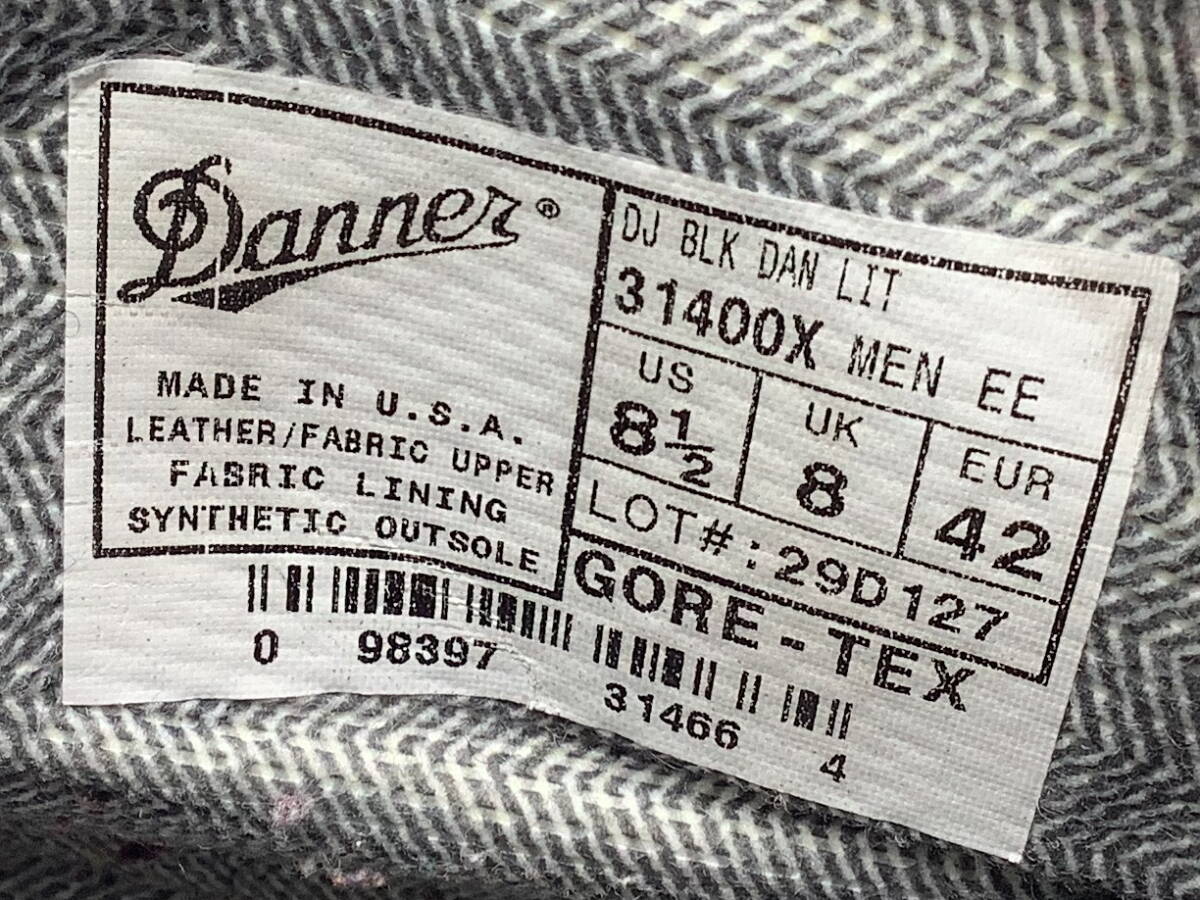 Danner®
MADE IN U.S.A.
LEATHER/FABRIC UPPER
FABRIC LINING
SYNTHETIC OUTSOLE
DJ BLK DAN LIT
31400X MEN EE
US UK EUR
8½ 8 42
LOT#:29D127
GORE-TEX
0 98397 31466 4